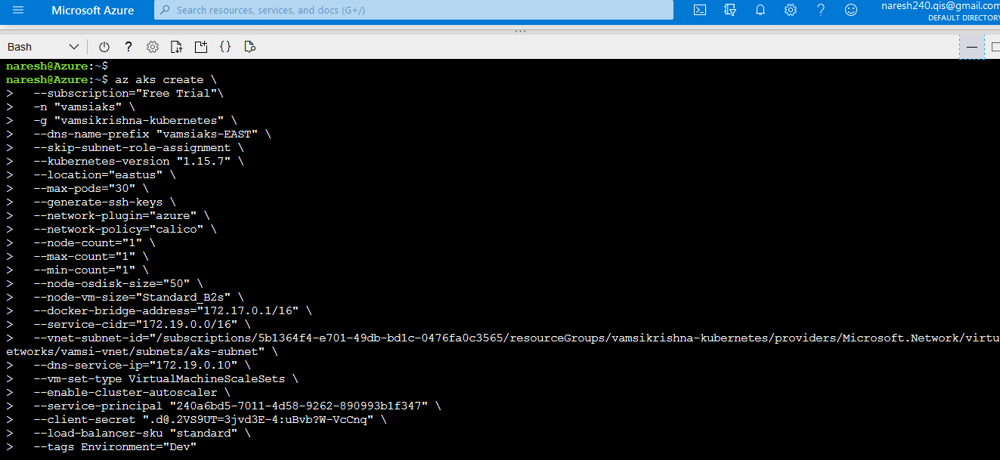 Microsoft Azure
Search resources, services, and docs (G+/)
naresh240.qis@gmail.com
DEFAULT DIRECTORY
Bash
naresh@Azure:~$
naresh@Azure:~$ az aks create \
>   --subscription="Free Trial"\
>   -n "vamsiaks" \
>   -g "vamsikrishna-kubernetes" \
>   --dns-name-prefix "vamsiaks-EAST" \
>   --skip-subnet-role-assignment \
>   --kubernetes-version "1.15.7" \
>   --location="eastus" \
>   --max-pods="30" \
>   --generate-ssh-keys \
>   --network-plugin="azure" \
>   --network-policy="calico" \
>   --node-count="1" \
>   --max-count="1" \
>   --min-count="1" \
>   --node-osdisk-size="50" \
>   --node-vm-size="Standard_B2s" \
>   --docker-bridge-address="172.17.0.1/16" \
>   --service-cidr="172.19.0.0/16" \
>   --vnet-subnet-id="/subscriptions/5b1364f4-e701-49db-bd1c-0476fa0c3565/resourceGroups/vamsikrishna-kubernetes/providers/Microsoft.Network/virtu
etworks/vamsi-vnet/subnets/aks-subnet" \
>   --dns-service-ip="172.19.0.10" \
>   --vm-set-type VirtualMachineScaleSets \
>   --enable-cluster-autoscaler \
>   --service-principal "240a6bd5-7011-4d58-9262-890993b1f347" \
>   --client-secret ".d@.2VS9UT=3jvd3E-4:uBvb?W-VcCnq" \
>   --load-balancer-sku "standard" \
>   --tags Environment="Dev"